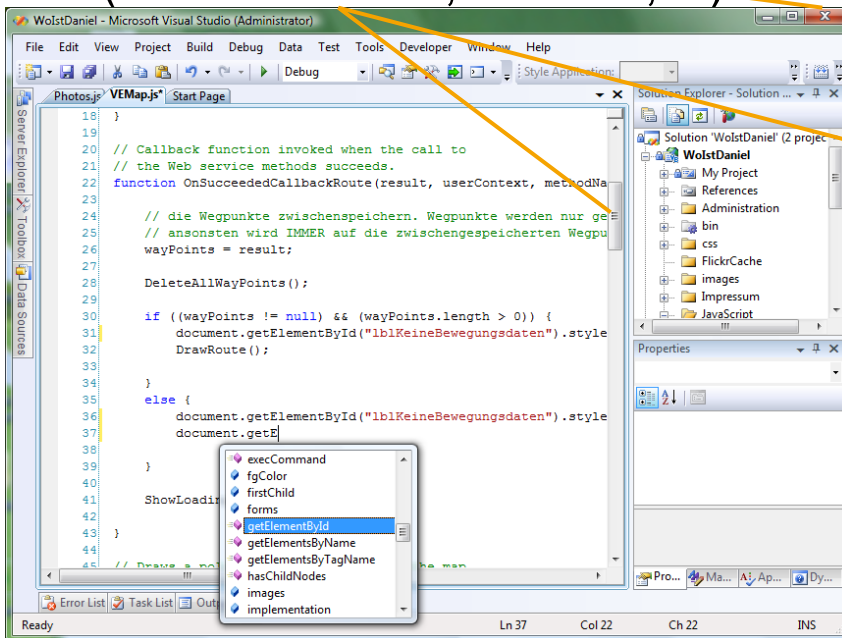 WoIstDaniel - Microsoft Visual Studio (Administrator)
File Edit View Project Build Debug Data Test Tools Developer Window Help
Debug Style Application:
Photos.js VEMap.js* Start Page
Server Explorer
Toolbox
Data Sources
18 }
19
20 // Callback function invoked when the call to
21 // the Web service methods succeeds.
22 function OnSucceededCallbackRoute(result, userContext, methodNa
23
24 // die Wegpunkte zwischenspeichern. Wegpunkte werden nur ge
25 // ansonsten wird IMMER auf die zwischengespeicherten Wegpu
26 wayPoints = result;
27
28 DeleteAllWayPoints();
29
30 if ((wayPoints != null) && (wayPoints.length > 0)) {
31 document.getElementById("lblKeineBewegungsdaten").style
32 DrawRoute();
33
34 }
35 else {
36 document.getElementById("lblKeineBewegungsdaten").style
37 document.getE
38
39 }
40
41 ShowLoadin
42
43 }
44
45 // Draws a pol he map
execCommand
fgColor
firstChild
forms
getElementById
getElementsByName
getElementsByTagName
hasChildNodes
images
implementation
Solution Explorer - Solution ...
Solution 'WoIstDaniel' (2 projec
WoIstDaniel
My Project
References
Administration
bin
css
FlickrCache
images
Impressum
JavaScript
Properties
Pro... Ma... Ap... Dy...
Error List Task List Outp
Ready Ln 37 Col 22 Ch 22 INS